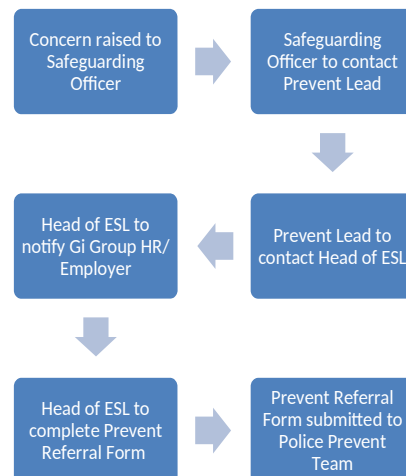 Concern raised to
Safeguarding
Officer
Safeguarding
Officer to contact
Prevent Lead
Prevent Lead to
contact Head of ESL
Head of ESL to
notify Gi Group HR/
Employer
Head of ESL to
complete Prevent
Referral Form
Prevent Referral
Form submitted to
Police Prevent
Team